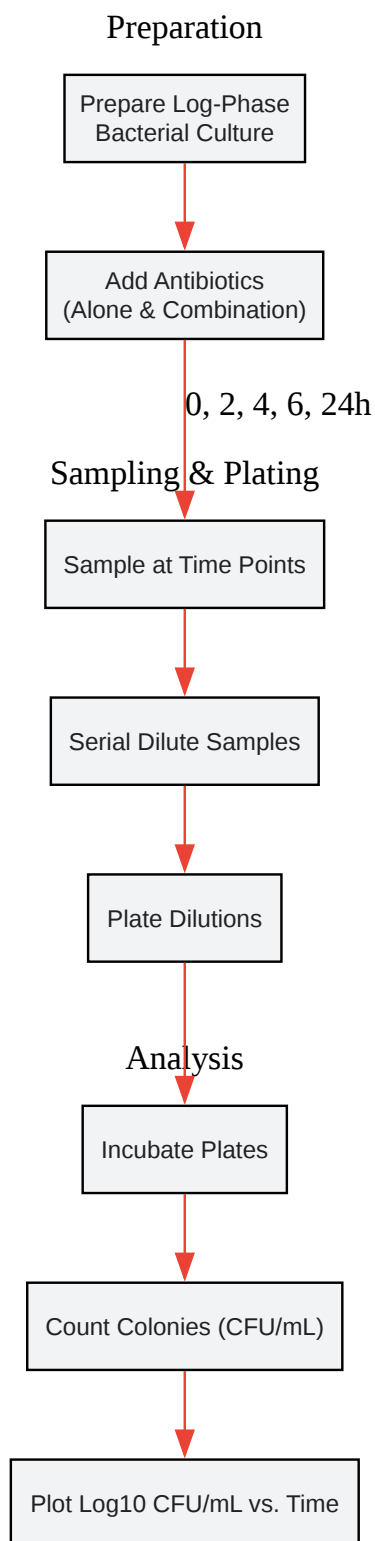 Preparation
Prepare Log-Phase
Bacterial Culture
Add Antibiotics
(Alone & Combination)
0, 2, 4, 6, 24h
Sampling & Plating
Sample at Time Points
Serial Dilute Samples
Plate Dilutions
Analysis
Incubate Plates
Count Colonies (CFU/mL)
Plot Log10 CFU/mL vs. Time